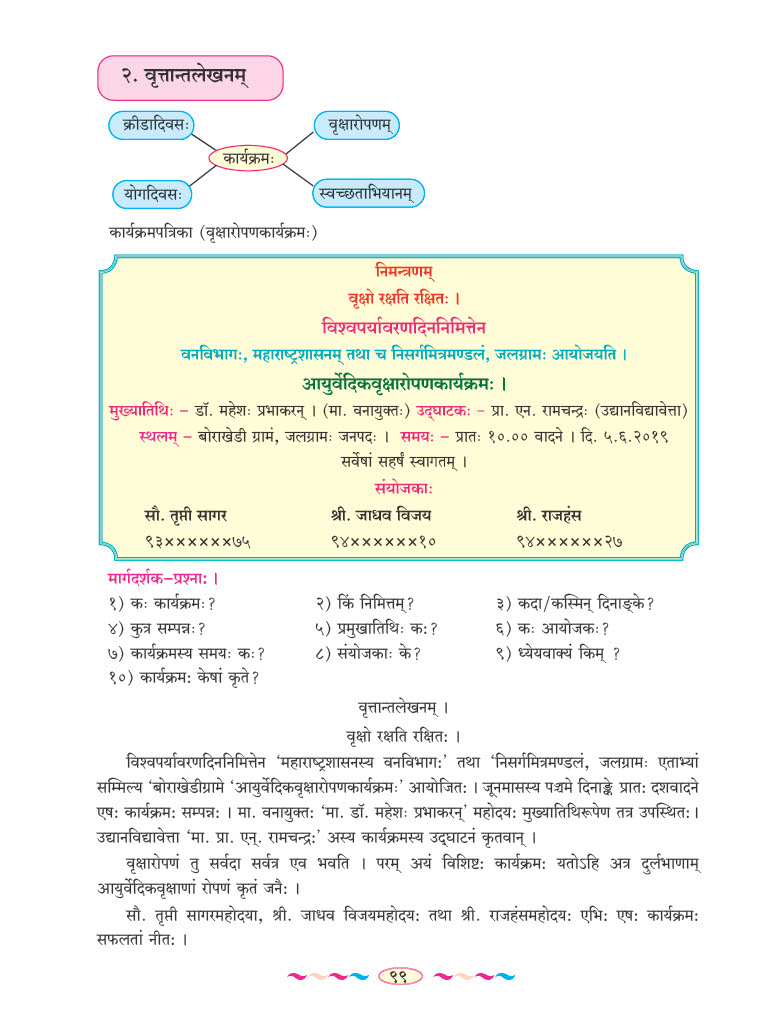 २. वृत्तान्तलेखनम्
क्रीडादिवसः
वृक्षारोपणम्
कार्यक्रमः
योगदिवसः
स्वच्छताभियानम्
कार्यक्रमपत्रिका (वृक्षारोपणकार्यक्रमः)
निमन्त्रणम्
वृक्षो रक्षति रक्षितः ।
विश्वपर्यावरणदिननिमित्तेन
वनविभागः, महाराष्ट्रशासनम् तथा च निसर्गमित्रमण्डलं, जलग्रामः आयोजयति ।
आयुर्वेदिकवृक्षारोपणकार्यक्रमः ।
मुख्यातिथिः – डॉ. महेशः प्रभाकरन् । (मा. वनायुक्तः) उद्घाटकः - प्रा. एन. रामचन्द्रः (उद्यानविद्यावेत्ता)
स्थलम् – बोराखेडी ग्रामं, जलग्रामः जनपदः । समयः – प्रातः १०.०० वादने । दि. ५.६.२०१९
सर्वेषां सहर्षं स्वागतम् ।
संयोजकाः
सौ. तृप्ती सागर श्री. जाधव विजय श्री. राजहंस
९३××××××७५ ९४××××××१० ९४××××××२७
मार्गदर्शक–प्रश्नाः ।
१) कः कार्यक्रमः? २) किं निमित्तम्? ३) कदा/कस्मिन् दिनाङ्के?
४) कुत्र सम्पन्नः? ५) प्रमुखातिथिः कः? ६) कः आयोजकः?
७) कार्यक्रमस्य समयः कः? ८) संयोजकाः के? ९) ध्येयवाक्यं किम् ?
१०) कार्यक्रमः केषां कृते?
वृत्तान्तलेखनम् ।
वृक्षो रक्षति रक्षितः ।
विश्वपर्यावरणदिननिमित्तेन ‘महाराष्ट्रशासनस्य वनविभागः’ तथा ‘निसर्गमित्रमण्डलं, जलग्रामः एताभ्यां
सम्मिल्य ‘बोराखेडीग्रामे ‘आयुर्वेदिकवृक्षारोपणकार्यक्रमः’ आयोजितः । जूनमासस्य पञ्चमे दिनाङ्के प्रातः दशवादने
एषः कार्यक्रमः सम्पन्नः । मा. वनायुक्तः ‘मा. डॉ. महेशः प्रभाकरन्’ महोदयः मुख्यातिथिरूपेण तत्र उपस्थितः।
उद्यानविद्यावेत्ता ‘मा. प्रा. एन्. रामचन्द्रः’ अस्य कार्यक्रमस्य उद्घाटनं कृतवान् ।
वृक्षारोपणं तु सर्वदा सर्वत्र एव भवति । परम् अयं विशिष्टः कार्यक्रमः यतोऽहि अत्र दुर्लभाणाम्
आयुर्वेदिकवृक्षाणां रोपणं कृतं जनैः ।
सौ. तृप्ती सागरमहोदया, श्री. जाधव विजयमहोदयः तथा श्री. राजहंसमहोदयः एभिः एषः कार्यक्रमः
सफलतां नीतः ।
९९